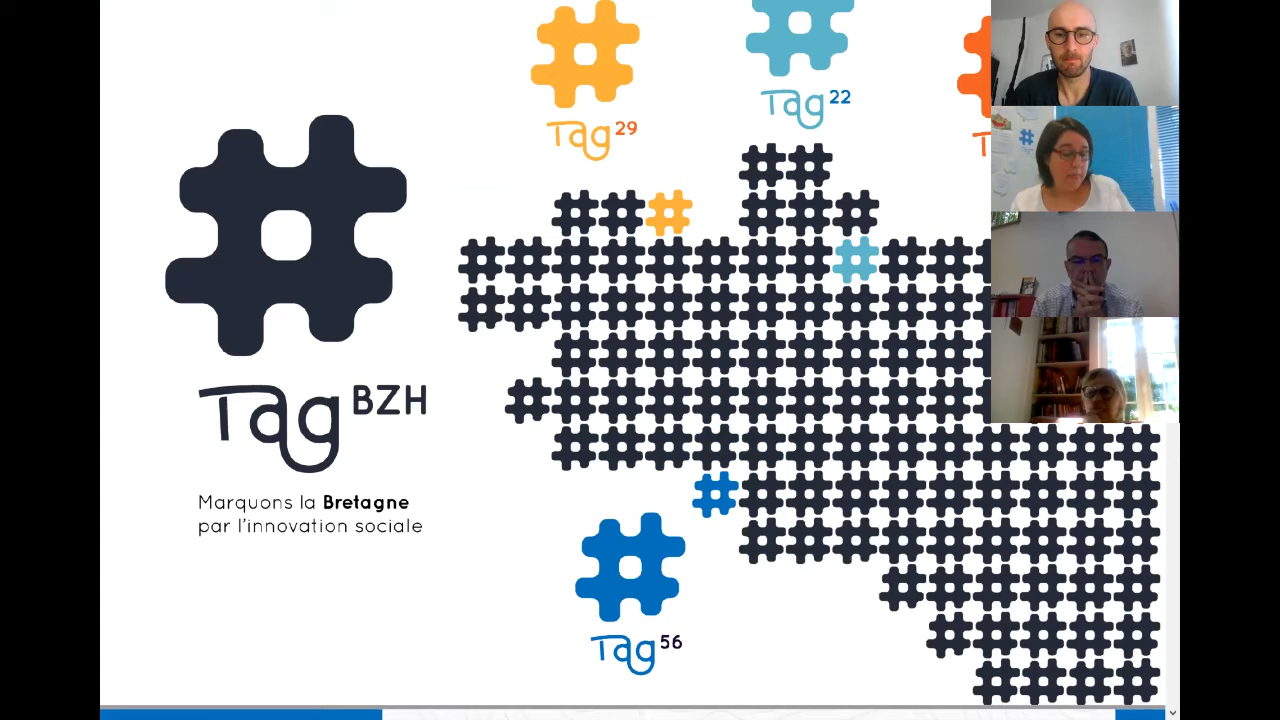 Tag 29
Tag 22
T
Tag BZH
Marquons la Bretagne
par l'innovation sociale
Tag 56